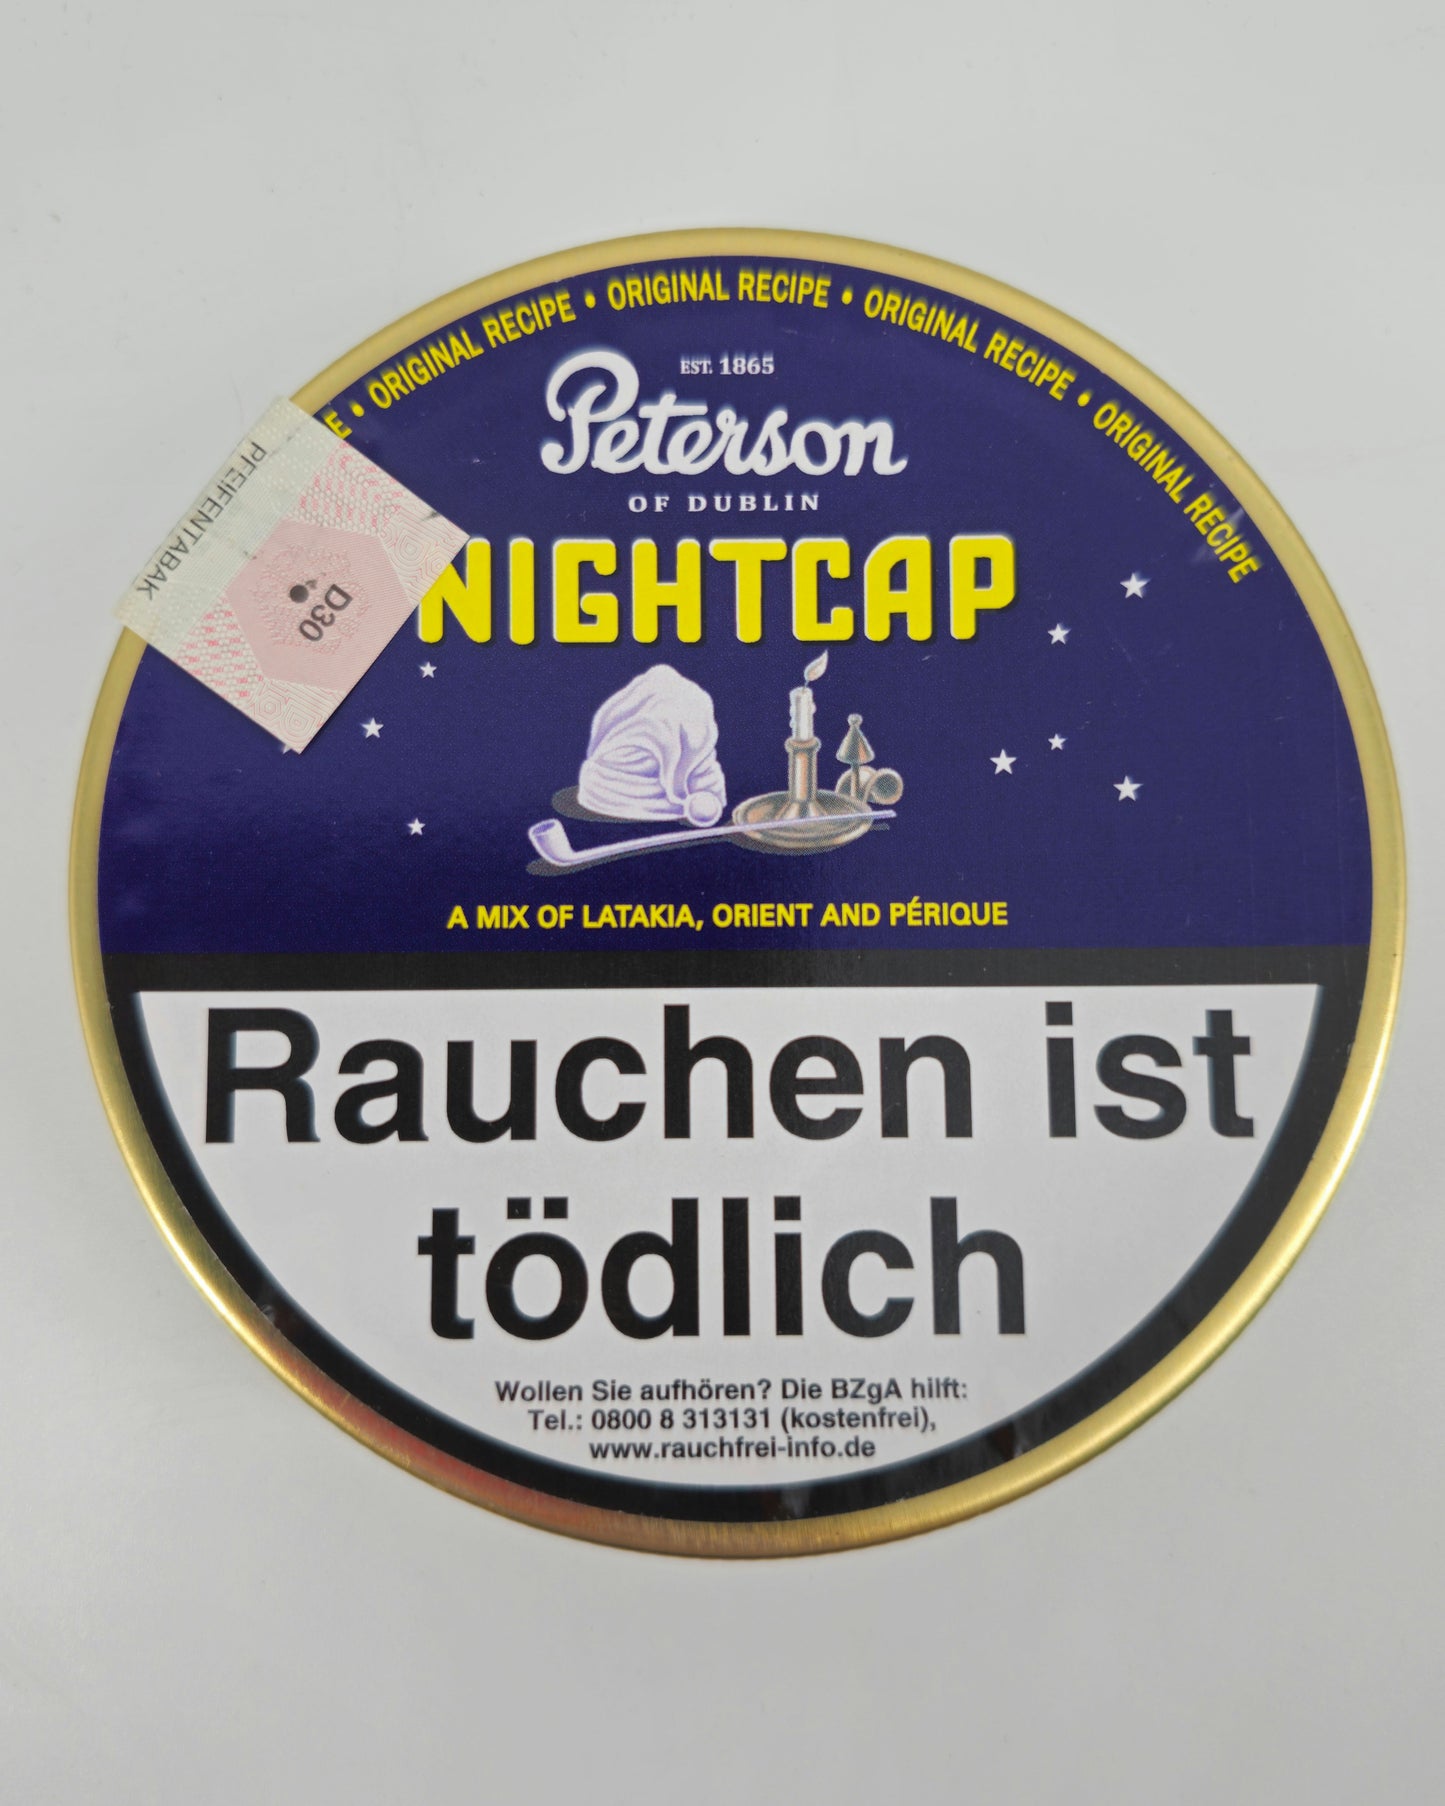 E • ORIGINAL RECIPE • ORIGINAL RECIPE • ORIGINAL RECIPE • ORIGINAL RECIPE
EST. 1865
Peterson
OF DUBLIN
PFEIFENTABAK
D30
NIGHTCAP
A MIX OF LATAKIA, ORIENT AND PÉRIQUE
Rauchen ist
tödlich
Wollen Sie aufhören? Die BZgA hilft:
Tel.: 0800 8 313131 (kostenfrei),
www.rauchfrei-info.de